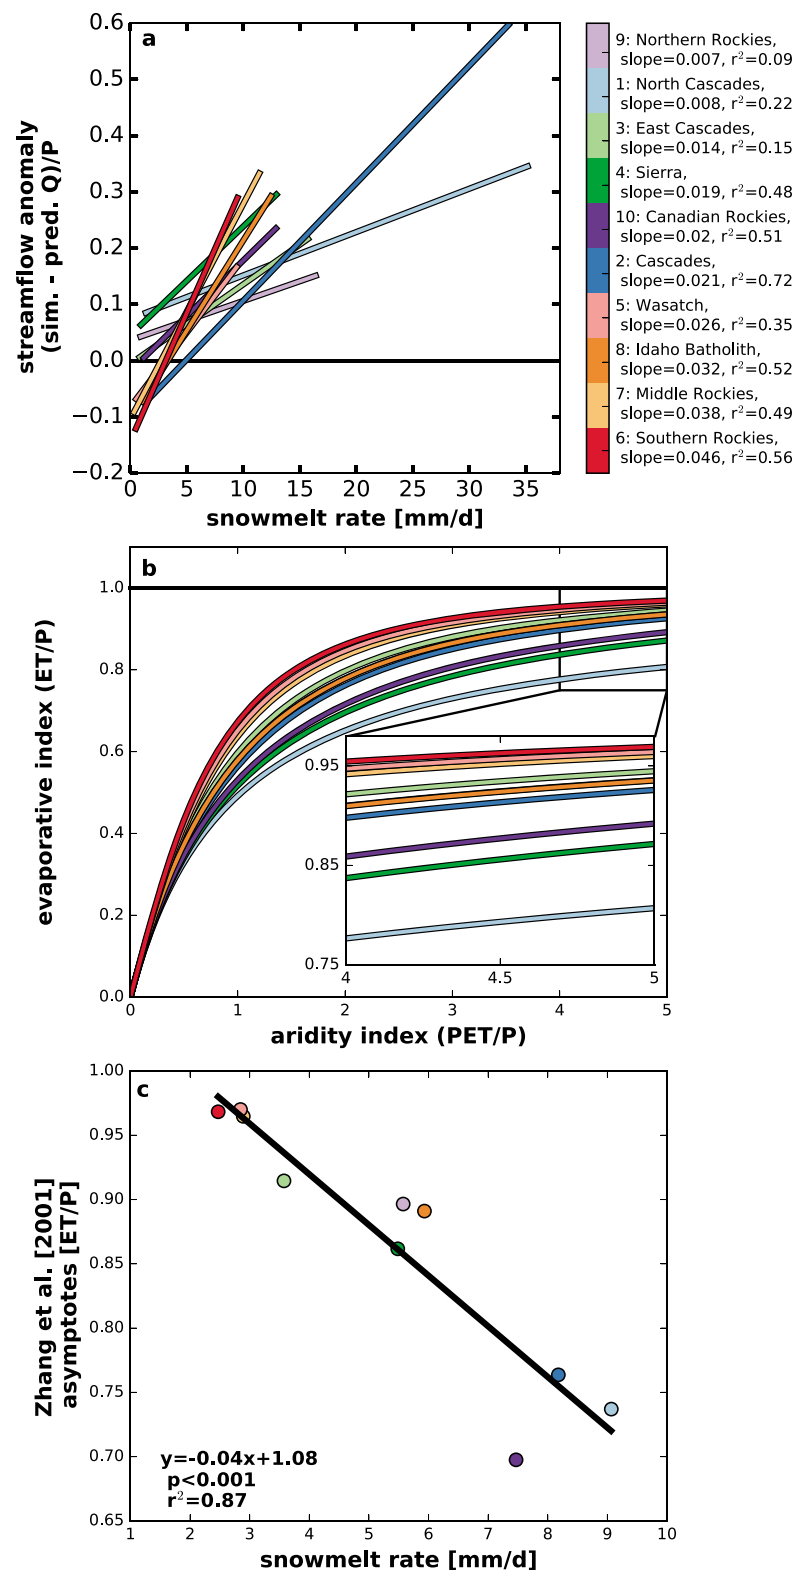 a
0.6
0.5
0.4
0.3
0.2
0.1
0.0
−0.1
−0.2
streamflow anomaly
(sim. - pred. Q)/P
0 5 10 15 20 25 30 35
snowmelt rate [mm/d]
9: Northern Rockies,
slope=0.007, r²=0.09
1: North Cascades,
slope=0.008, r²=0.22
3: East Cascades,
slope=0.014, r²=0.15
4: Sierra,
slope=0.019, r²=0.48
10: Canadian Rockies,
slope=0.02, r²=0.51
2: Cascades,
slope=0.021, r²=0.72
5: Wasatch,
slope=0.026, r²=0.35
8: Idaho Batholith,
slope=0.032, r²=0.52
7: Middle Rockies,
slope=0.038, r²=0.49
6: Southern Rockies,
slope=0.046, r²=0.56
b
1.0
0.8
0.6
0.4
0.2
0.0
evaporative index (ET/P)
0.95
0.85
0.75
4 4.5 5
0 1 2 3 4 5
aridity index (PET/P)
c
1.00
0.95
0.90
0.85
0.80
0.75
0.70
0.65
Zhang et al. [2001]
asymptotes [ET/P]
y=-0.04x+1.08
p<0.001
r²=0.87
1 2 3 4 5 6 7 8 9 10
snowmelt rate [mm/d]